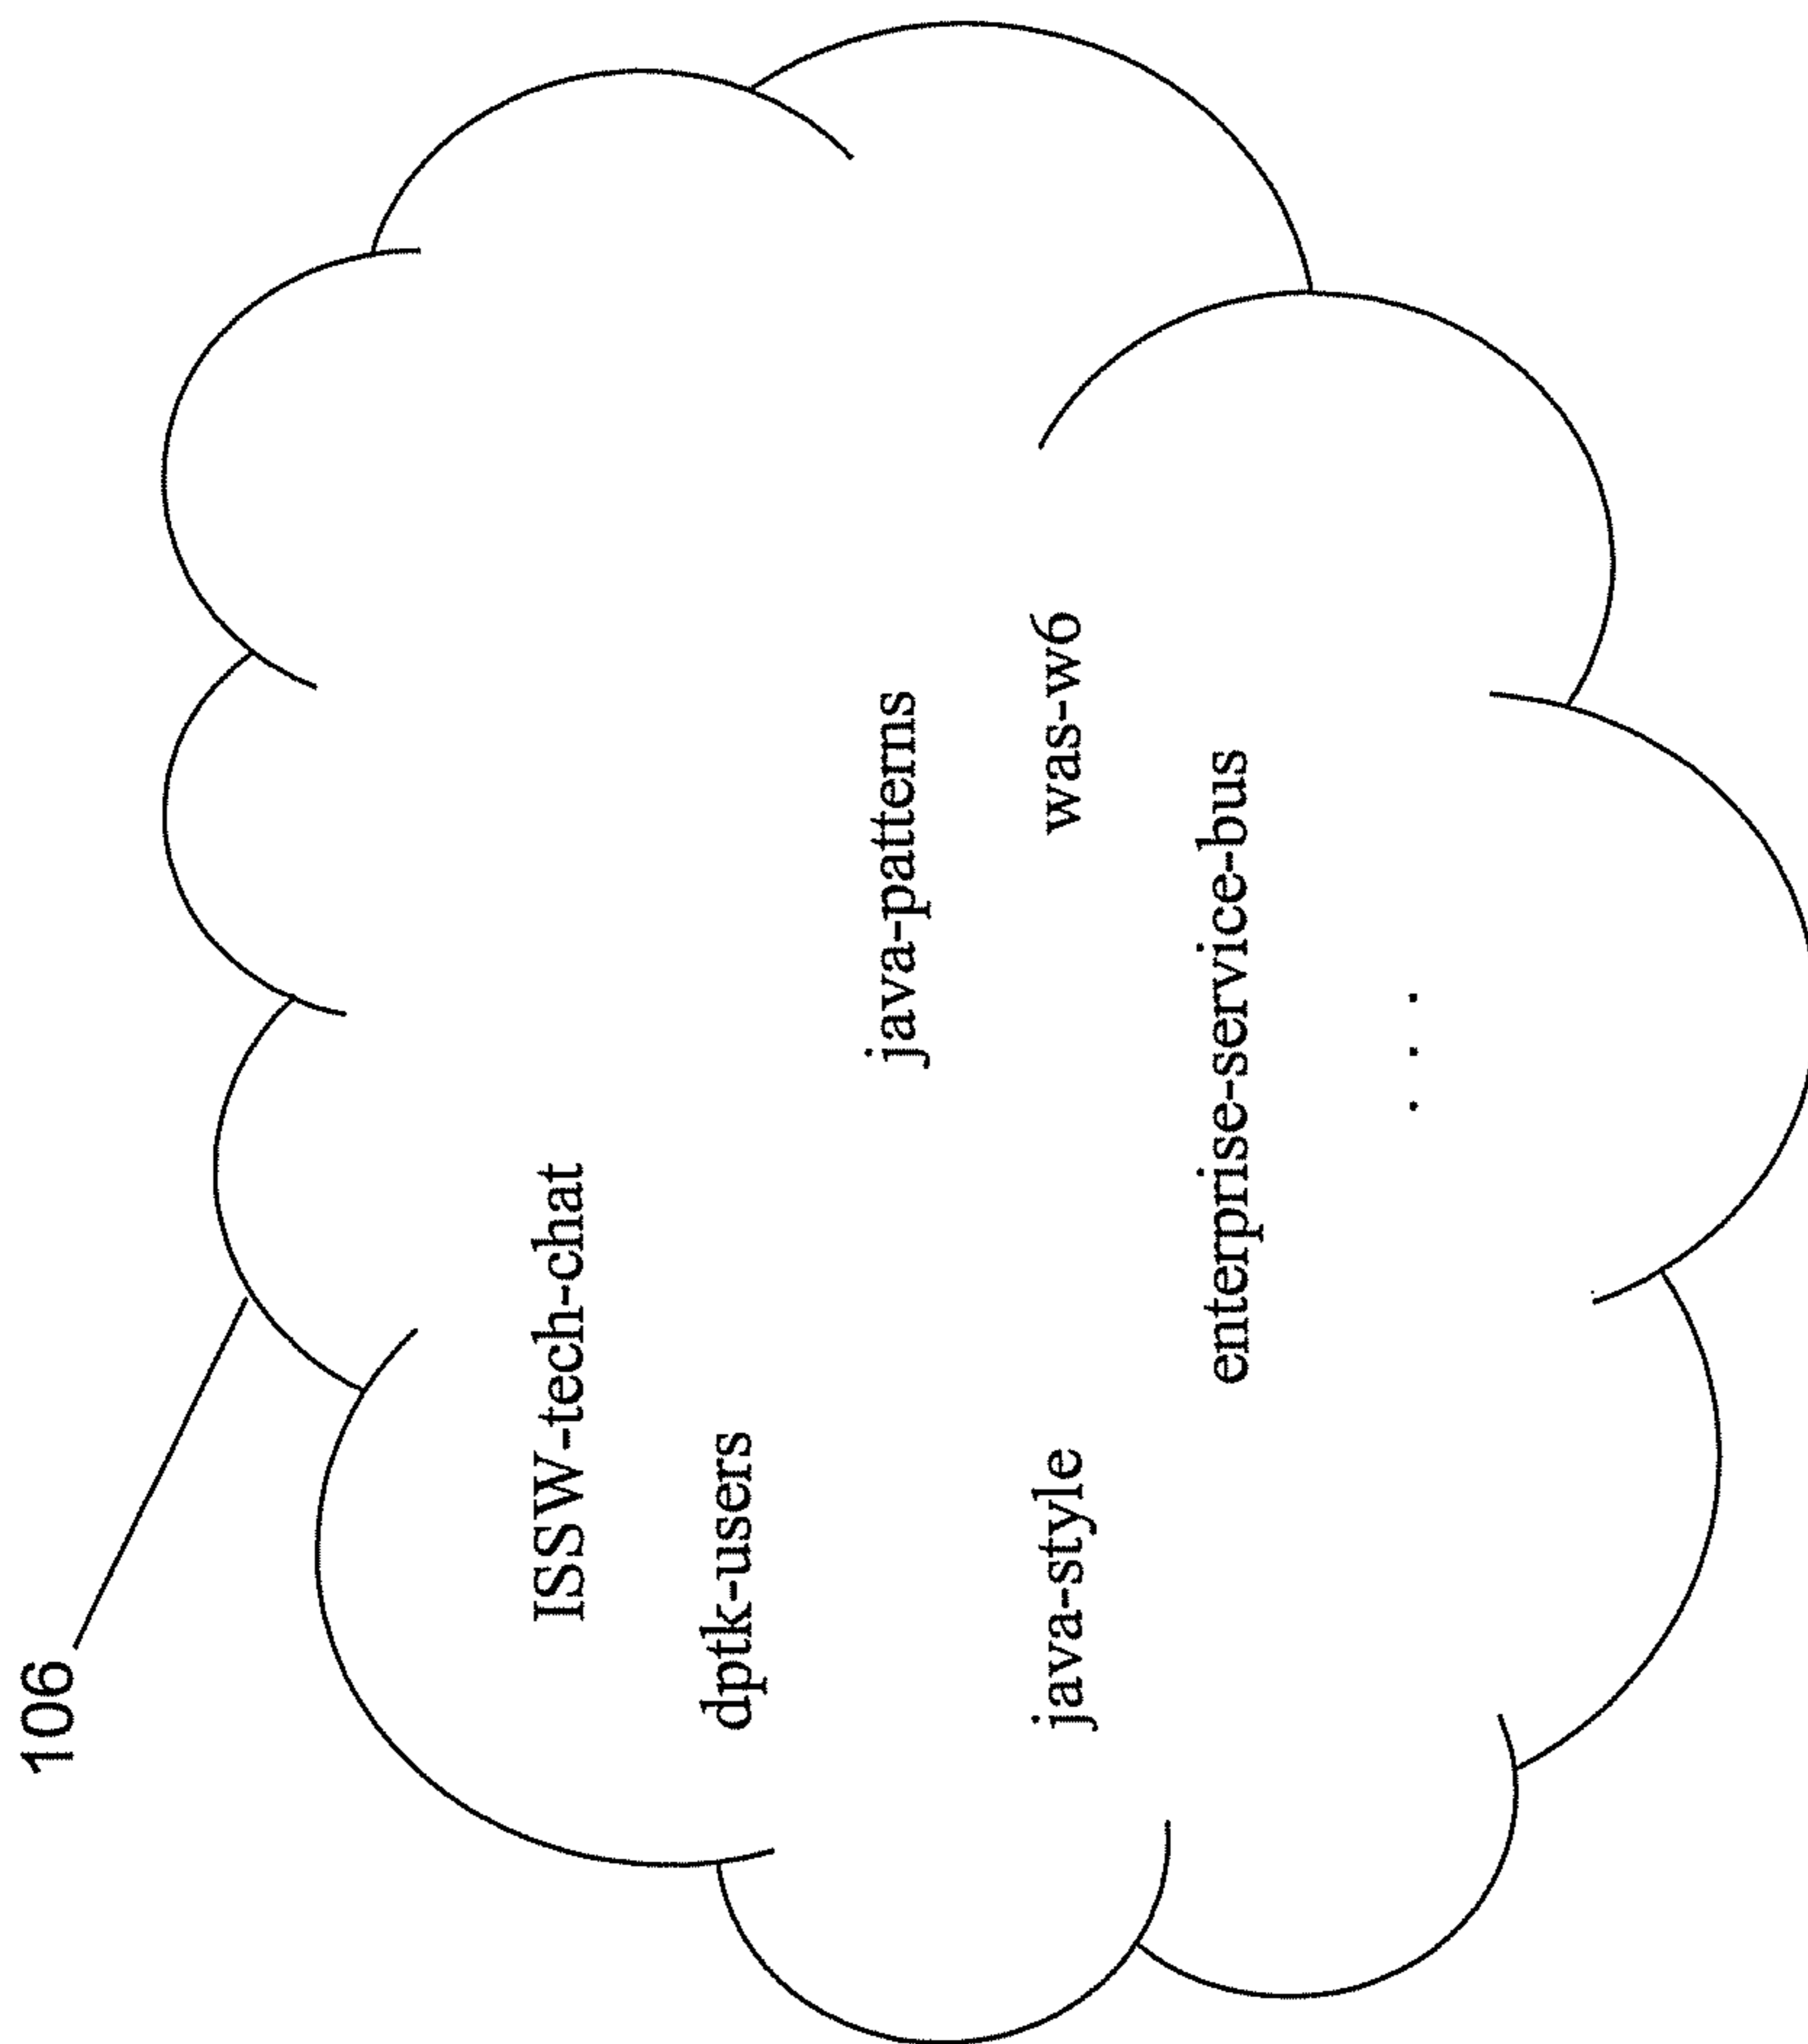 106
ISSW-tech-chat
dptk-users
java-patterns
java-style was-w6
enterprise-service-bus
. . .